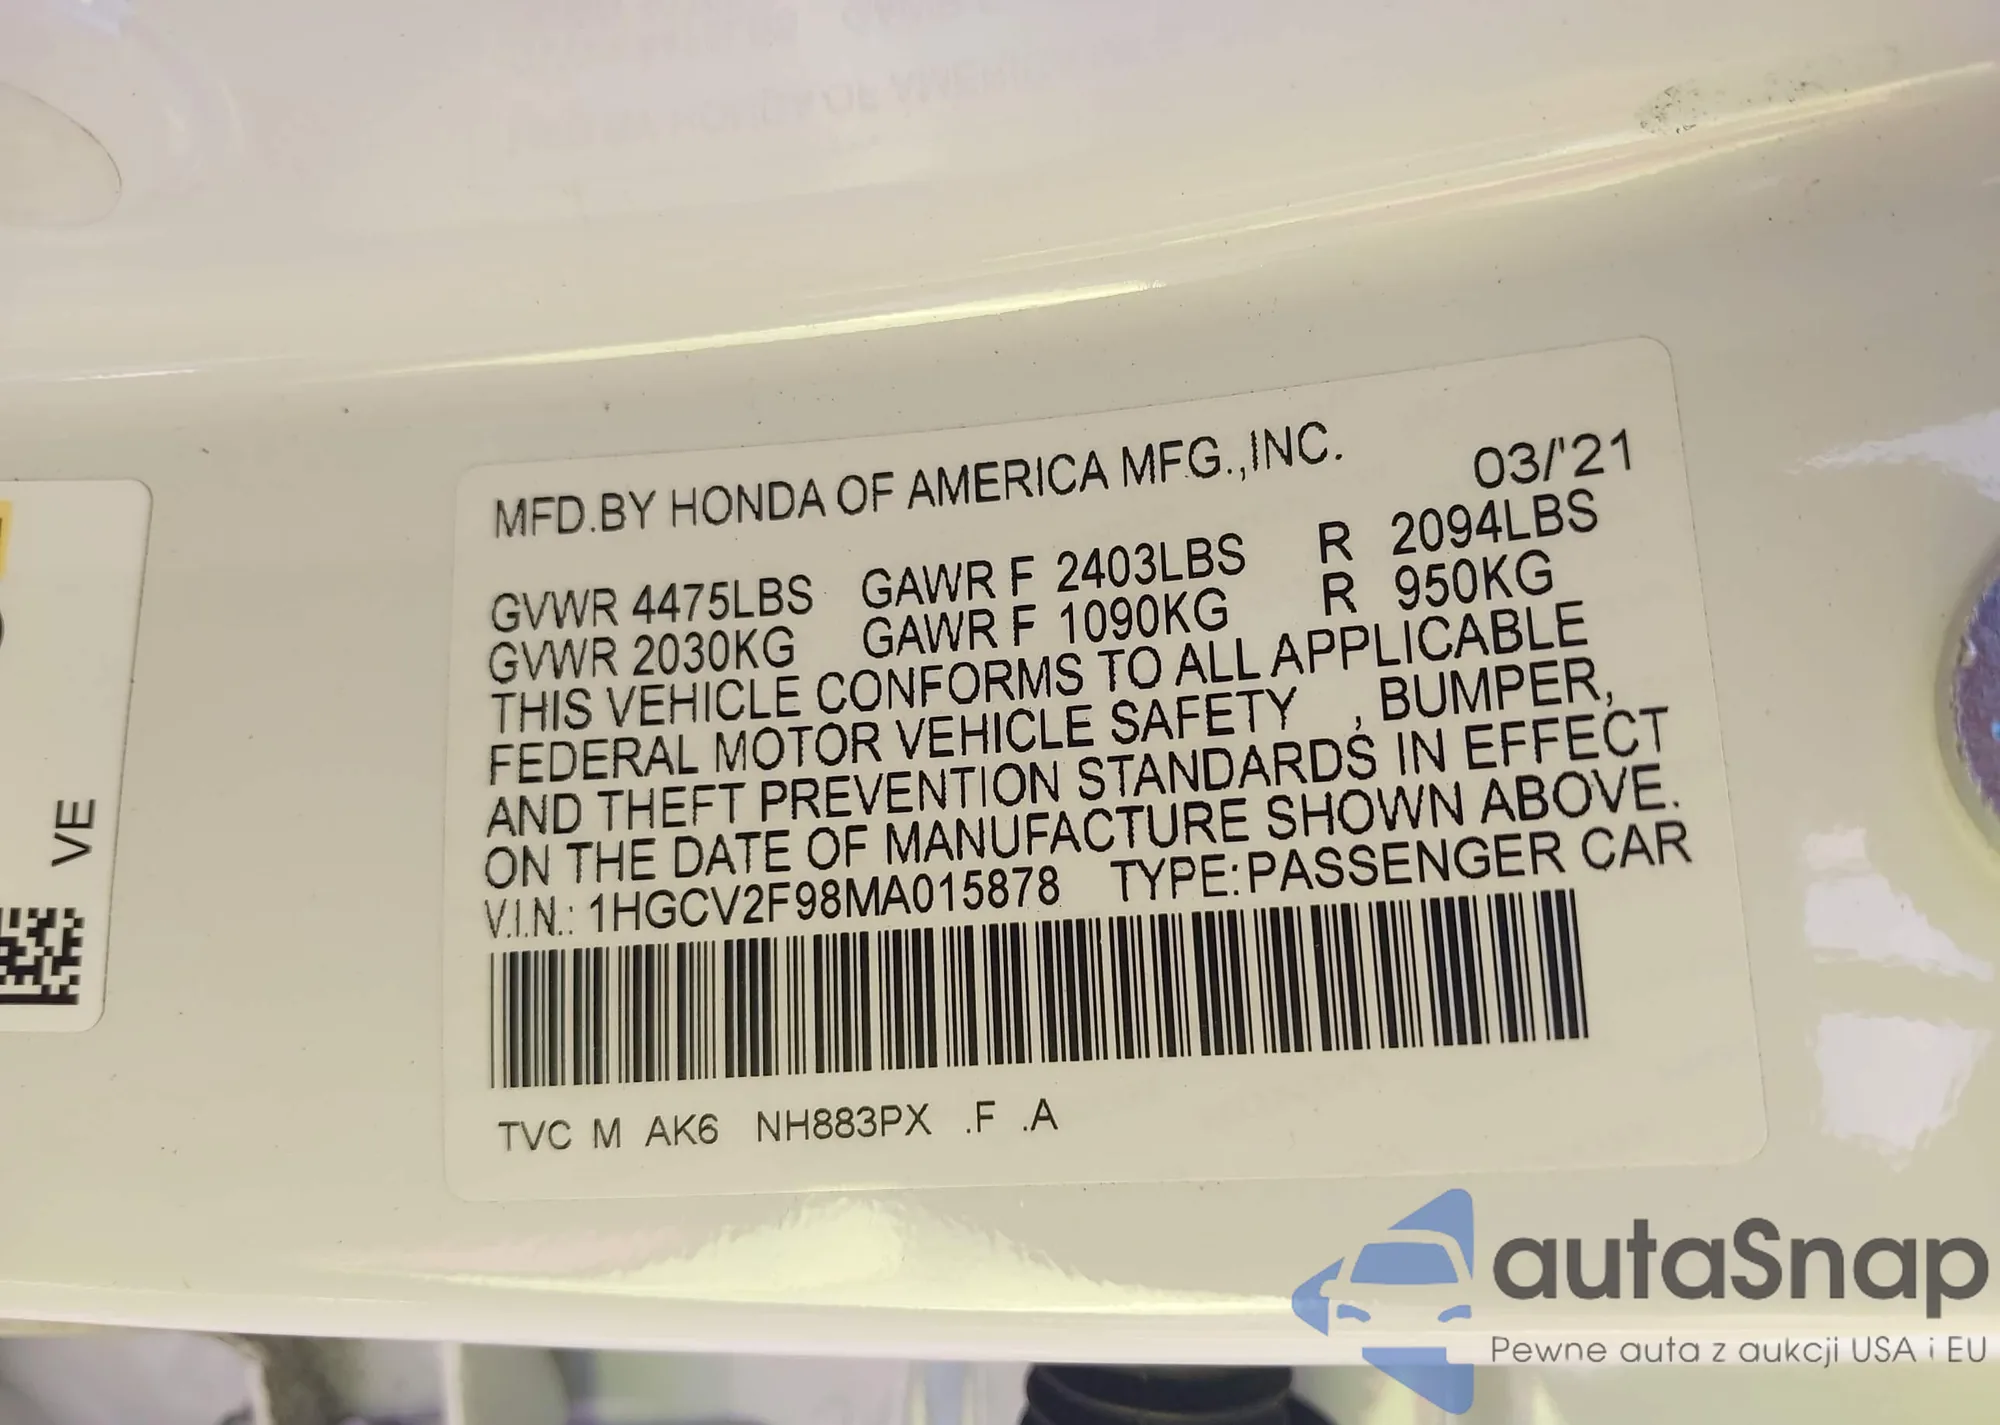 MFD.BY HONDA OF AMERICA MFG.,INC. 03/'21
GVWR 4475LBS GAWR F 2403LBS R 2094LBS
GVWR 2030KG GAWR F 1090KG R 950KG
THIS VEHICLE CONFORMS TO ALL APPLICABLE
FEDERAL MOTOR VEHICLE SAFETY , BUMPER,
AND THEFT PREVENTION STANDARDS IN EFFECT
ON THE DATE OF MANUFACTURE SHOWN ABOVE.
V.I.N.: 1HGCV2F98MA015878 TYPE:PASSENGER CAR
TVC M AK6 NH883PX .F .A
VE
autaSnap
Pewne auta z aukcji USA i EU